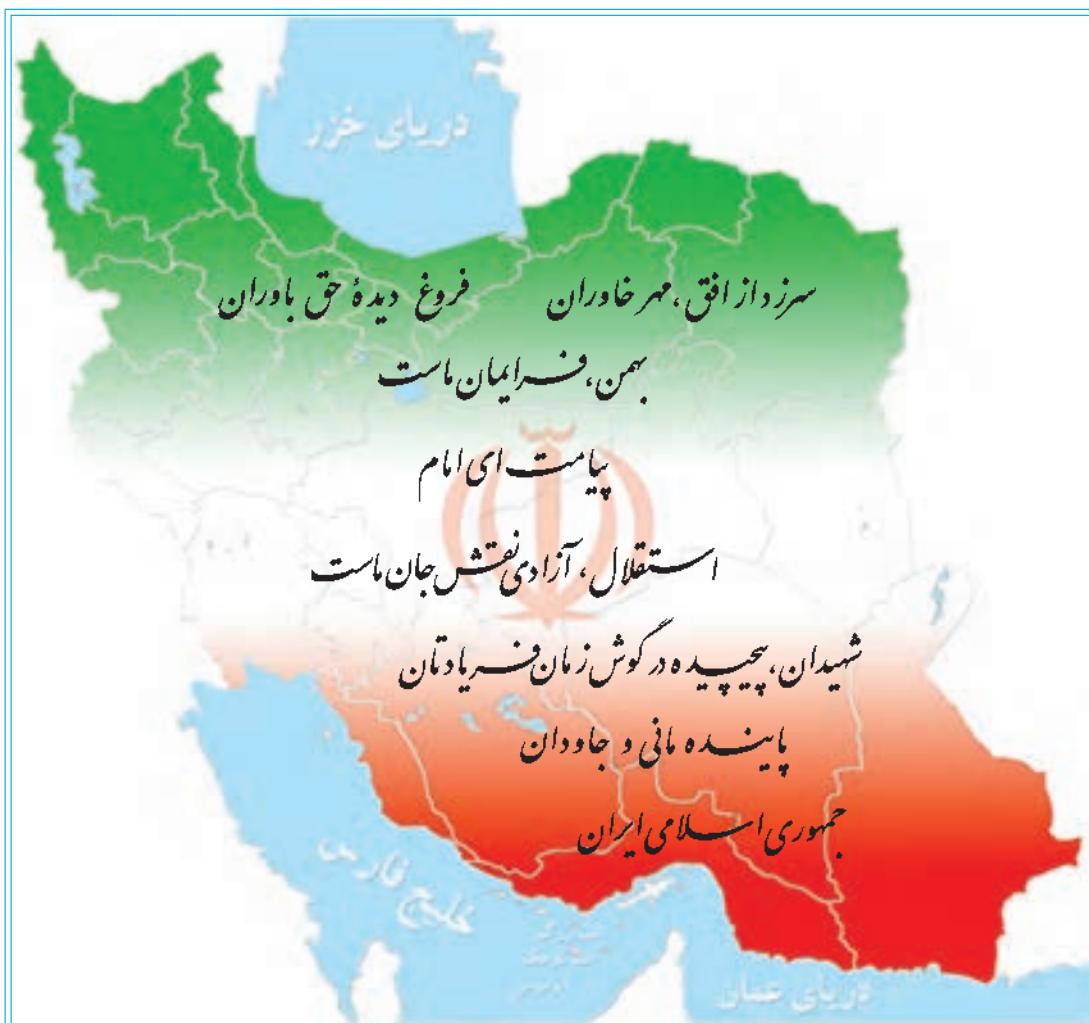 دریای خزر
سر زد از افق، مهر خاوران فروغ دیدهٔ حق باوران
بهمن، فر ایمان ماست
پیامت ای امام
استقلال، آزادی نقش جان ماست
شهیدان، پیچیده در گوش زمان فریادتان
پاینده مانی و جاودان
جمهوری اسلامی ایران
خلیج فارس
دریای عمان